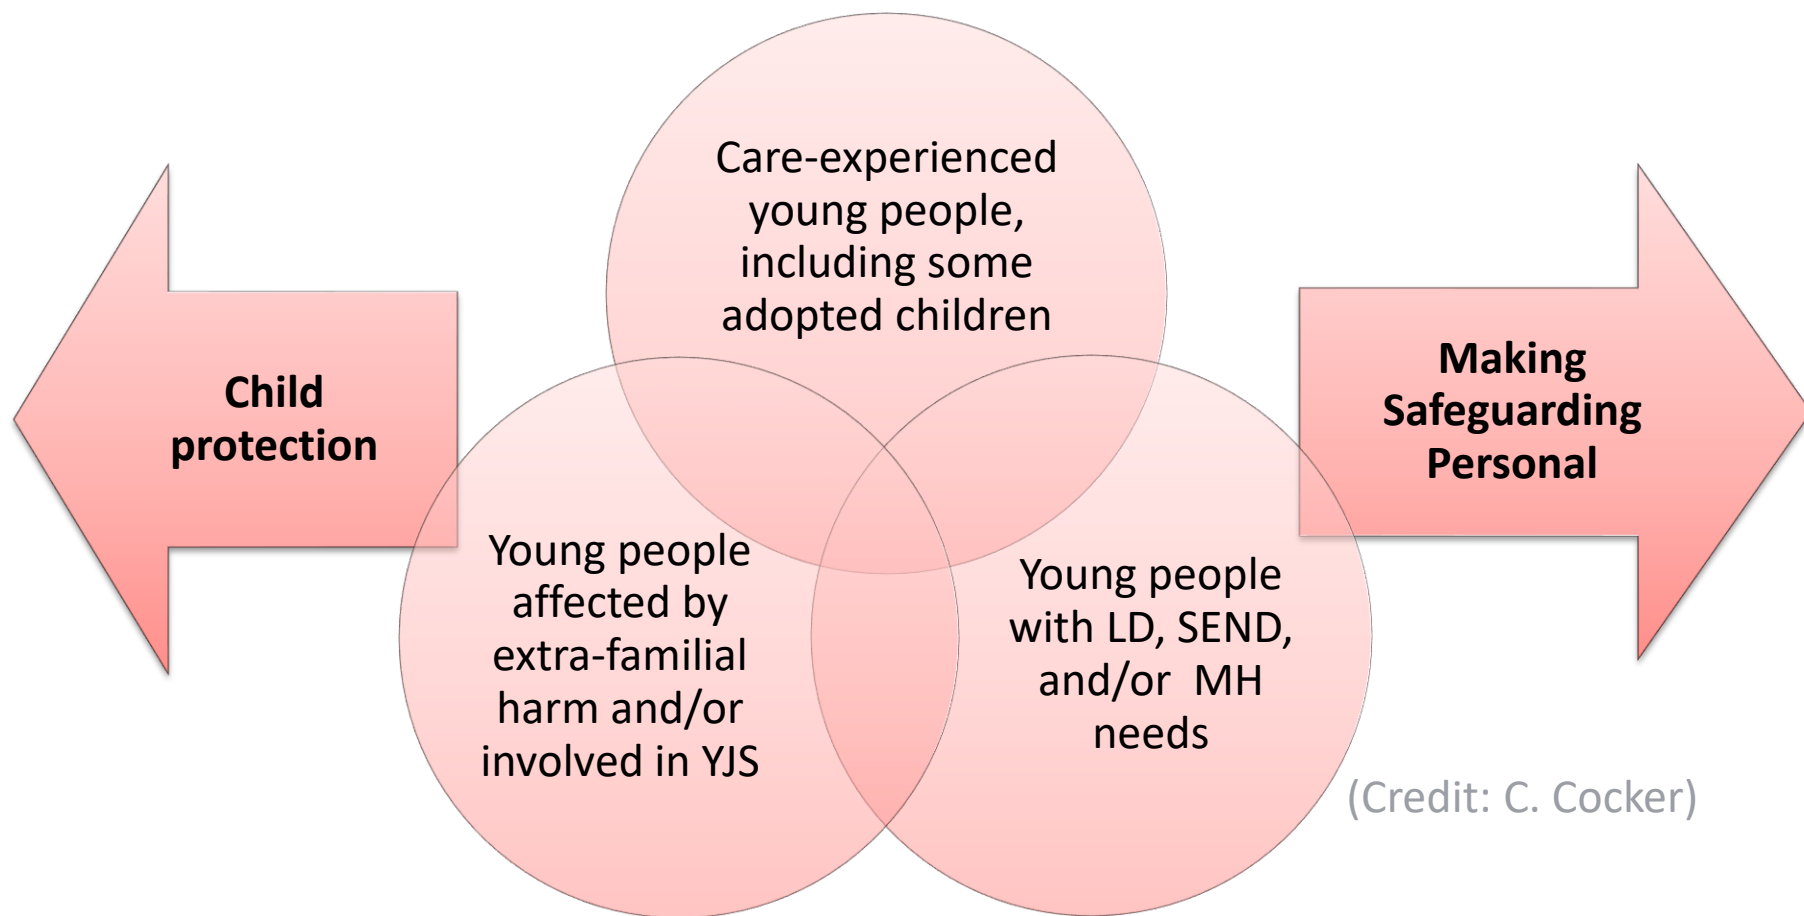 Care-experienced
young people,
including some
adopted children
Child
protection
Making
Safeguarding
Personal
Young people
affected by
extra-familial
harm and/or
involved in YJS
Young people
with LD, SEND,
and/or  MH
needs
(Credit: C. Cocker)